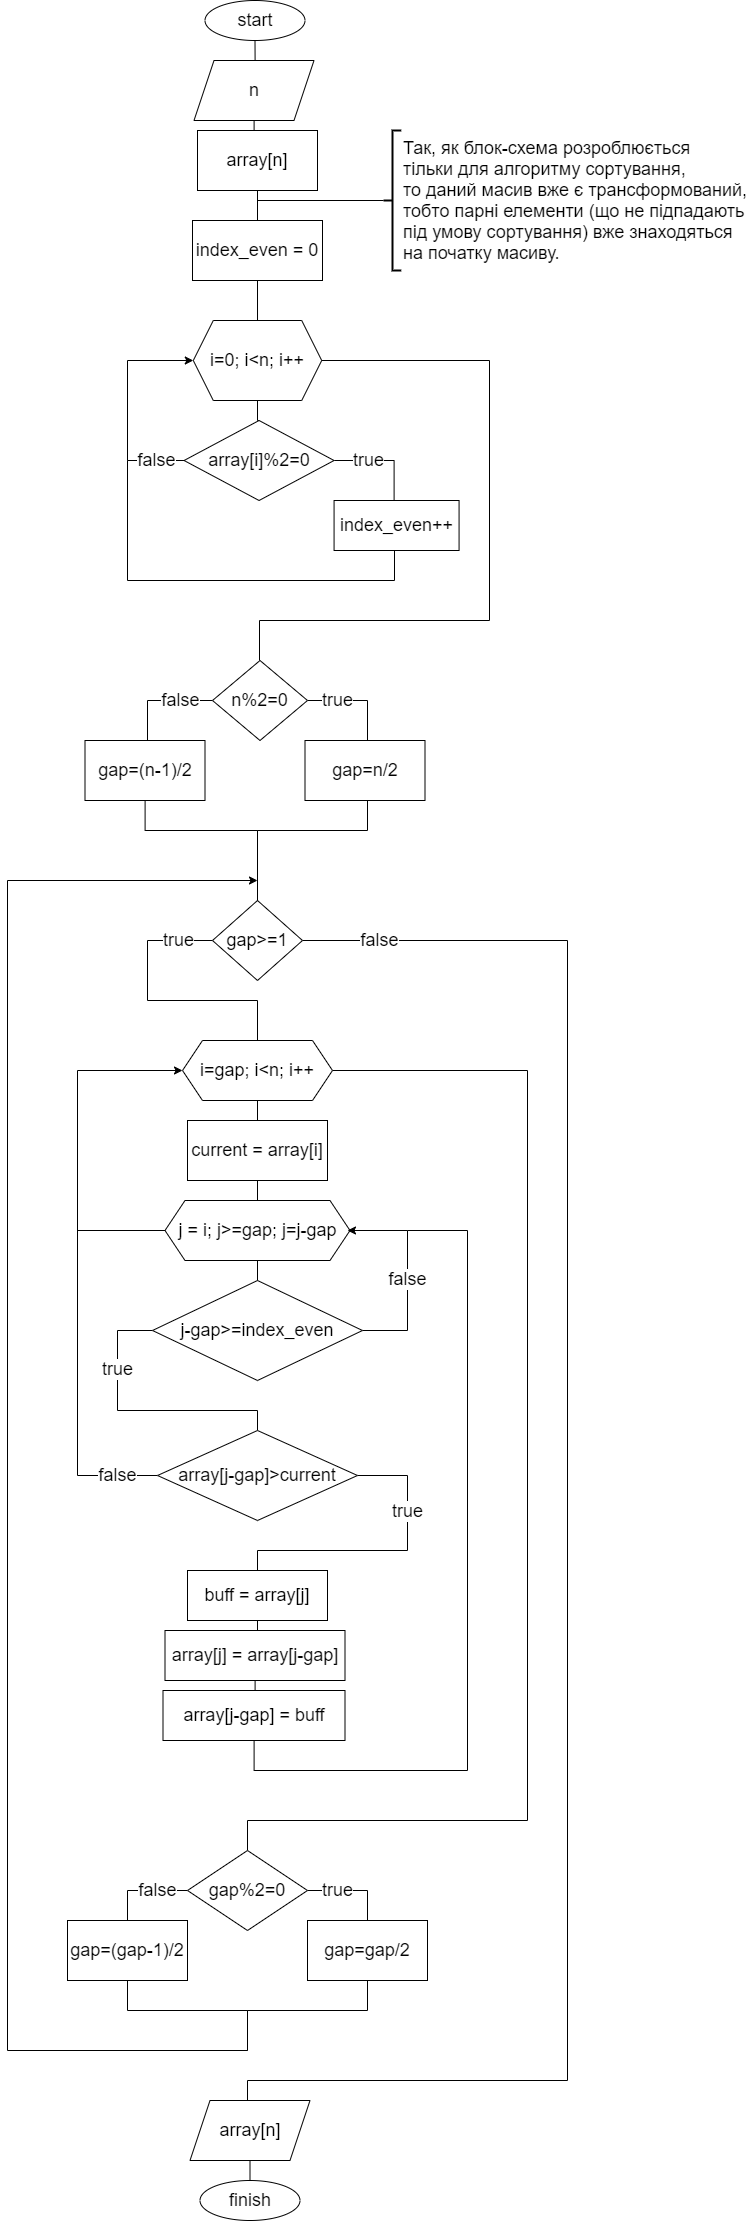 start
n
array[n]
Так, як блок-схема розроблюється
тільки для алгоритму сортування,
то даний масив вже є трансформований,
тобто парні елементи (що не підпадають
під умову сортування) вже знаходяться
на початку масиву.
index_even = 0
i=0; i<n; i++
false
array[i]%2=0
true
index_even++
false
n%2=0
true
gap=(n-1)/2
gap=n/2
true
gap>=1
false
i=gap; i<n; i++
current = array[i]
j = i; j>=gap; j=j-gap
false
j-gap>=index_even
true
false
array[j-gap]>current
true
buff = array[j]
array[j] = array[j-gap]
array[j-gap] = buff
false
gap%2=0
true
gap=(gap-1)/2
gap=gap/2
array[n]
finish